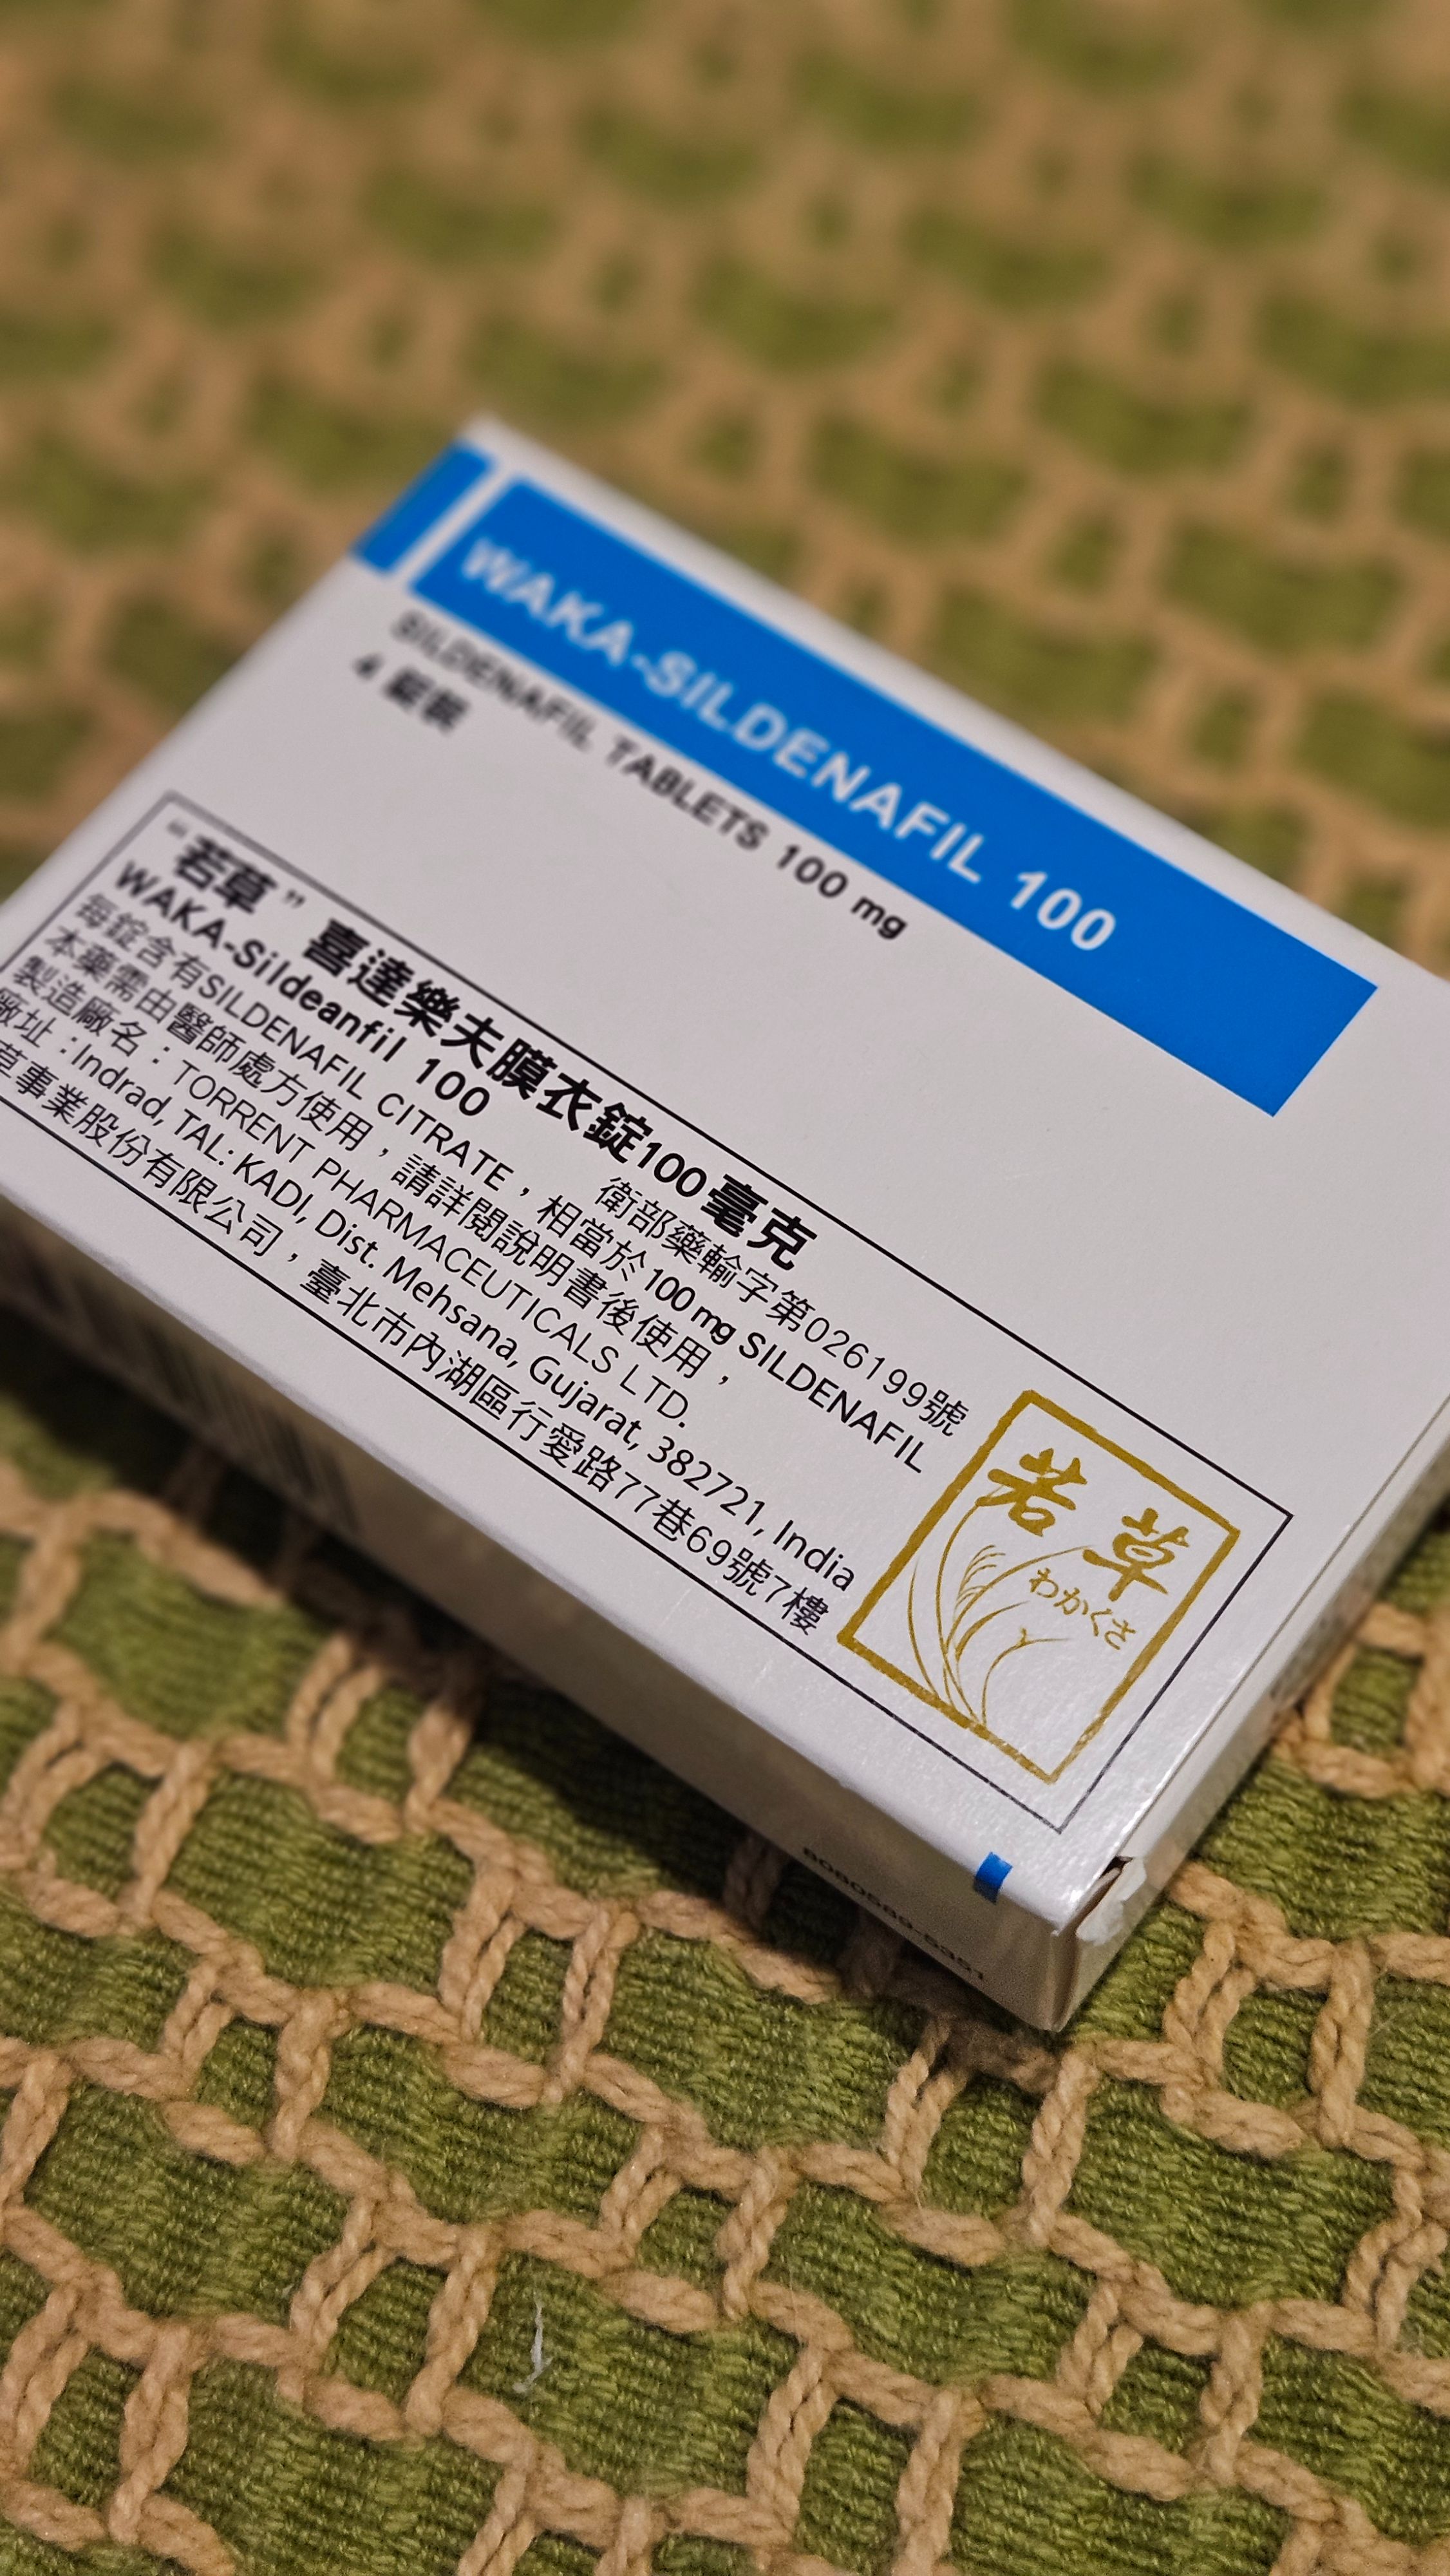 WAKA-SILDENAFIL 100
SILDENAFIL TABLETS 100 mg
4 錠裝
“若草” 喜達樂夫膜衣錠100毫克
WAKA-Sildeanfil 100
衛部藥輸字第026199號
每錠含有SILDENAFIL CITRATE，相當於100 mg SILDENAFIL
本藥需由醫師處方使用，請詳閱說明書後使用，
製造廠名：TORRENT PHARMACEUTICALS LTD.
廠址：Indrad, TAL: KADI, Dist. Mehsana, Gujarat, 382721, India
草事業股份有限公司，臺北市內湖區行愛路77巷69號7樓
若草
わかくさ